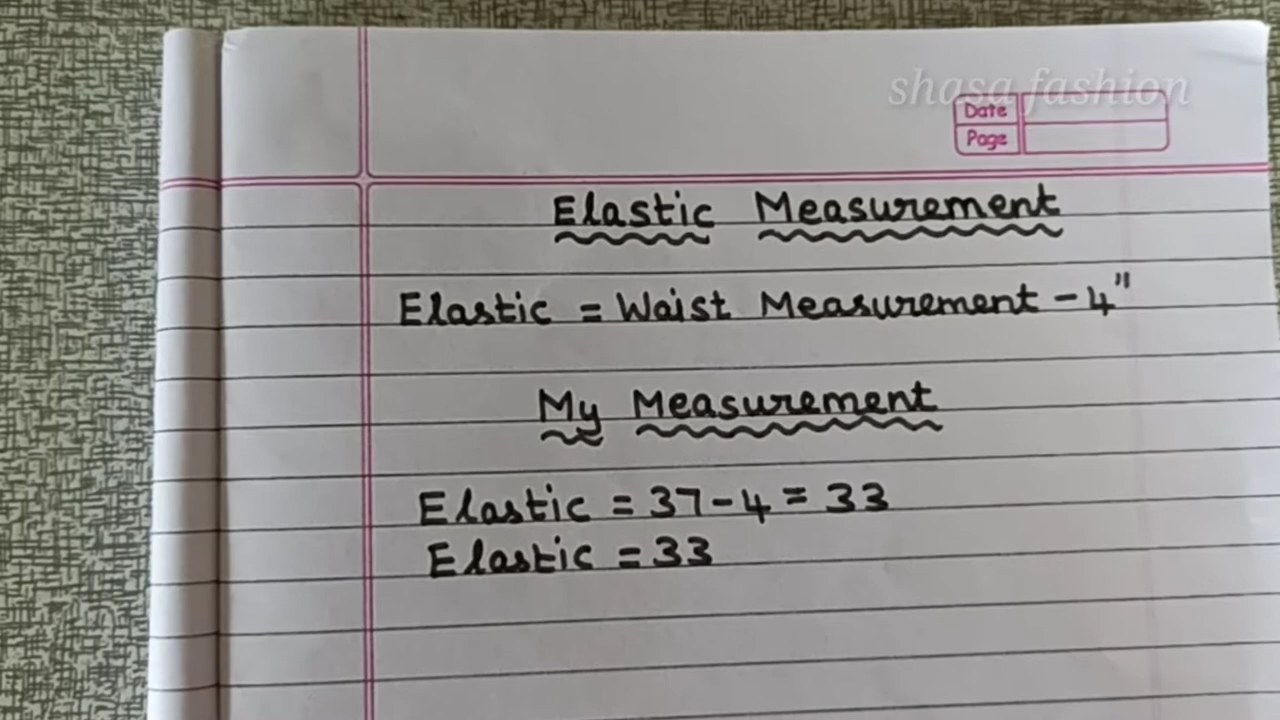 shasa fashion
Date
Page
Elastic Measurement
Elastic = Waist Measurement - 4"
My Measurement
Elastic = 37-4 = 33
Elastic = 33